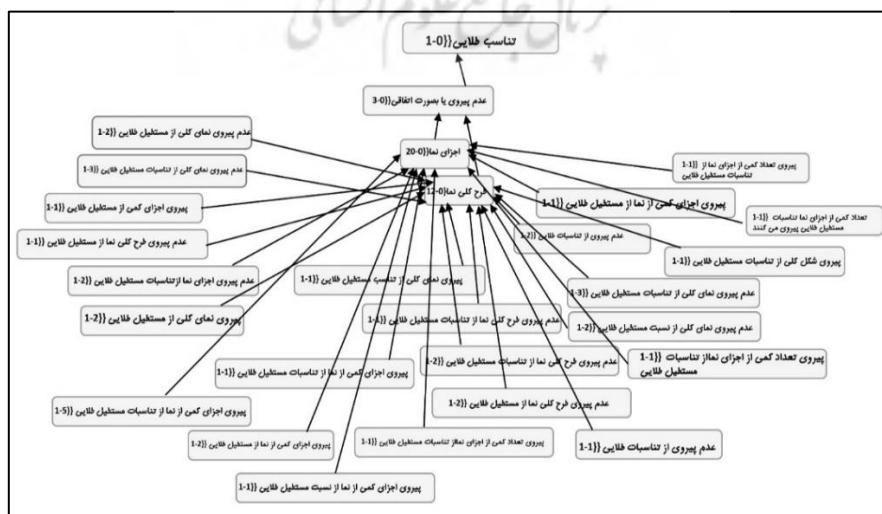 پرتال جامع علوم انسانی
تناسب طلایی{{1-0
عدم پیروی یا بصورت اتفاقی{{3-0
اجزای نما{{20-0
طرح کلی نما{{12-0
عدم پیروی نمای کلی از مستطیل طلایی {{1-2
عدم پیروی نمای کلی از تناسبات مستطیل طلایی {{1-3
پیروی اجزای کمی از مستطیل طلایی {{1-1
عدم پیروی طرح کلی نما از مستطیل طلایی {{1-1
عدم پیروی اجزای نما ازتناسبات مستطیل طلایی {{1-2
پیروی نمای کلی از مستطیل طلایی {{1-2
پیروی تعداد کمی از اجزای نما از {{1-1
تناسبات مستطیل طلایی
پیروی اجزای کمی از نما از مستطیل طلایی {{1-1
تعداد کمی از اجزای نما تناسبات {{1-1
مستطیل طلایی پیروی می کنند
عدم پیروی از تناسبات طلایی {{1-2
پیروی شکل کلی از تناسبات مستطیل طلایی {{1-1
پیروی نمای کلی از تناسب مستطیل طلایی {{1-1
عدم پیروی نمای کلی از تناسبات مستطیل طلایی {{1-3
عدم پیروی طرح کلی نما از تناسبات مستطیل طلایی {{1-1
عدم پیروی نمای کلی از نسبت مستطیل طلایی {{1-2
عدم پیروی طرح کلی نما از تناسبات مستطیل طلایی {{1-2
پیروی تعداد کمی از اجزای نمااز تناسبات {{1-1
مستطیل طلایی
پیروی اجزای کمی از نما از تناسبات مستطیل طلایی {{1-1
عدم پیروی طرح کلی نما از مستطیل طلایی {{1-2
پیروی اجزای کمی از نما از تناسبات مستطیل طلایی {{1-5
پیروی اجزای کمی از نما از مستطیل طلایی {{1-2
پیروی تعداد کمی از اجزای نمااز تناسبات مستطیل طلایی {{1-1
عدم پیروی از تناسبات طلایی {{1-1
پیروی اجزای کمی از نما از نسبت مستطیل طلایی {{1-1